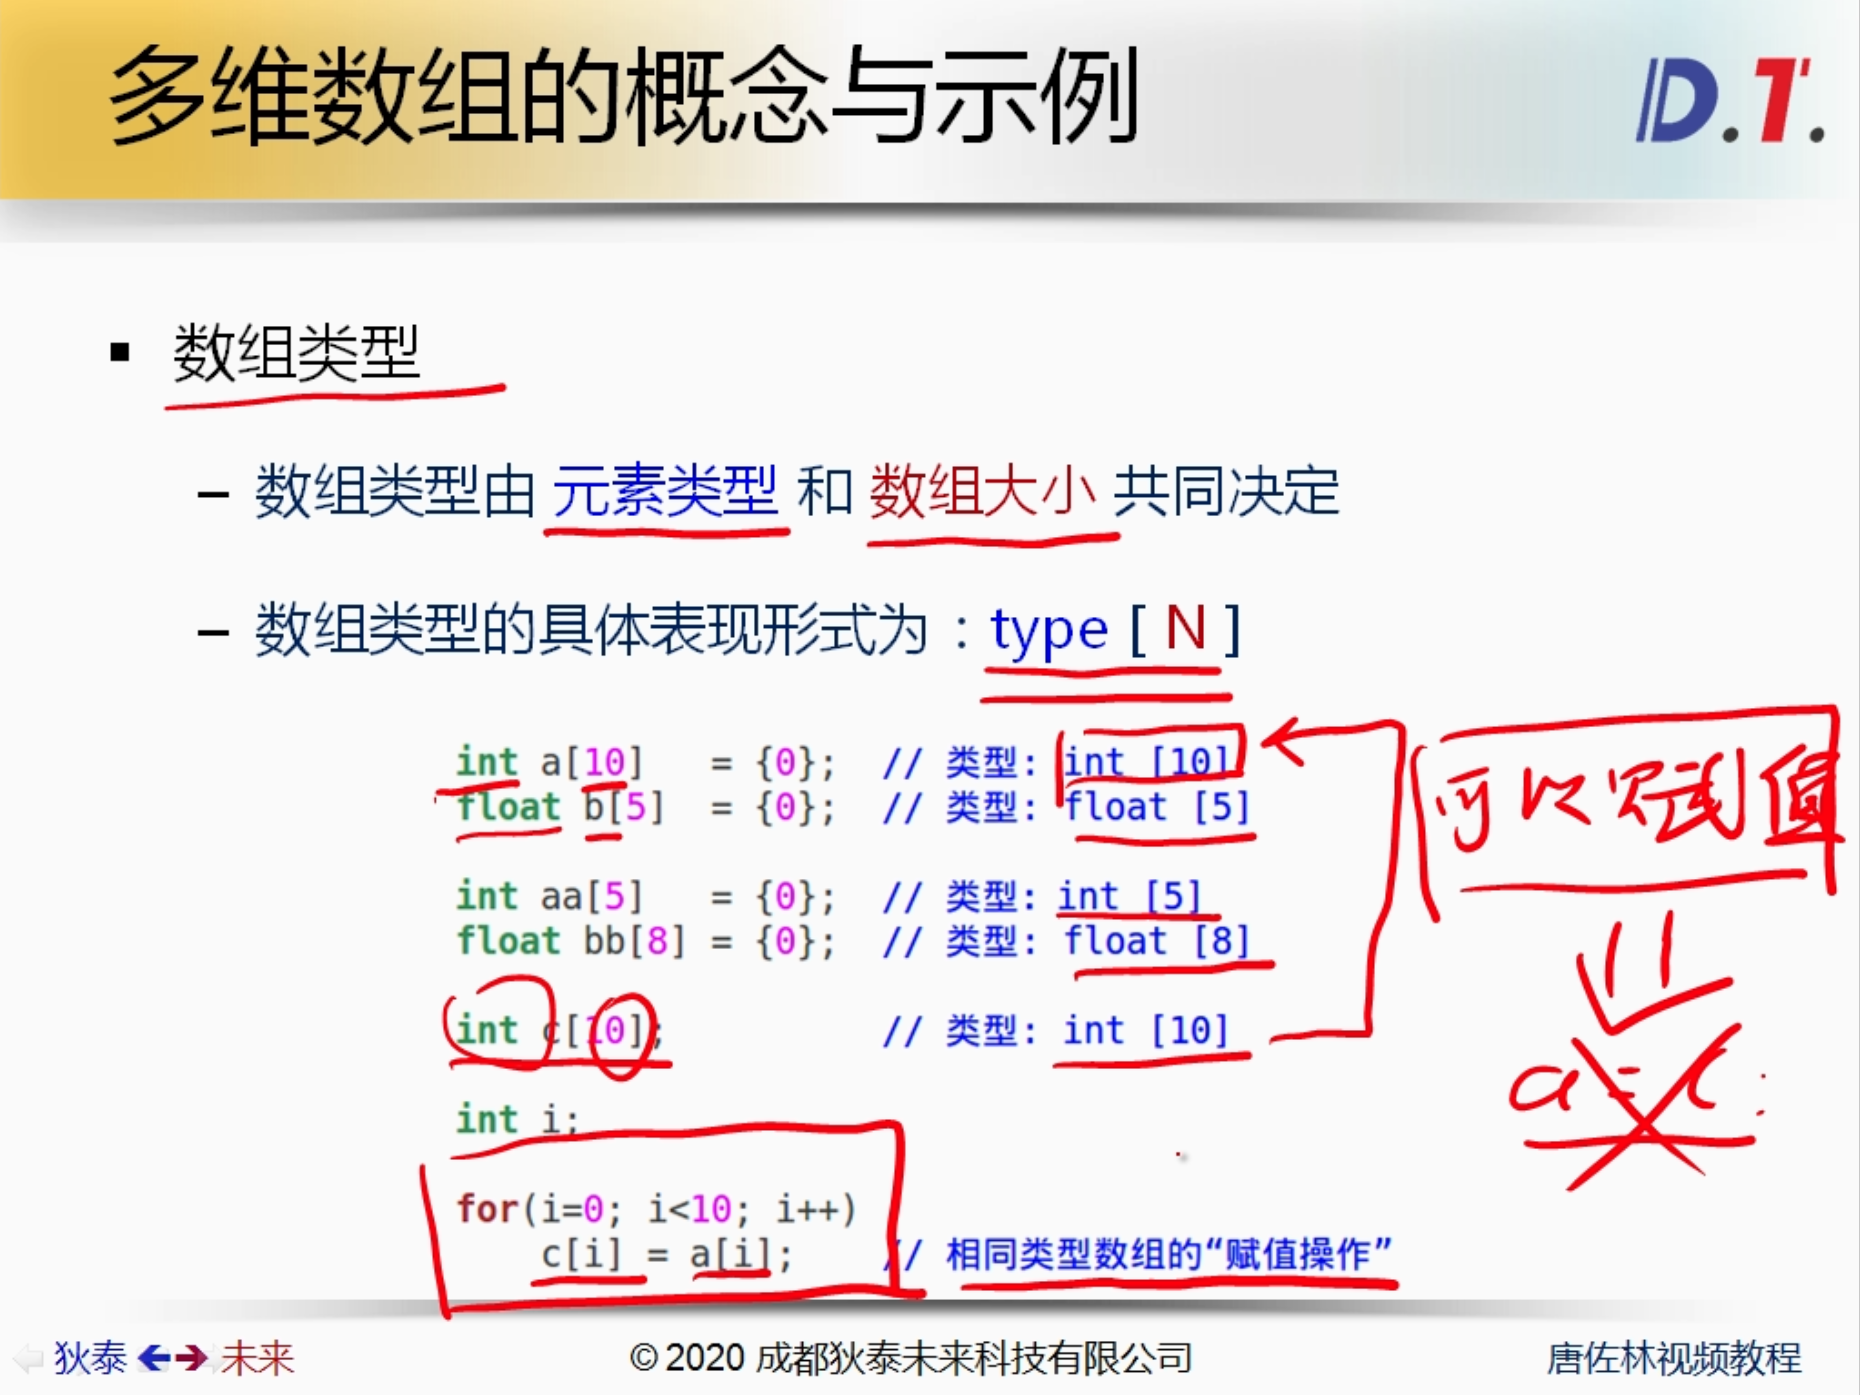 多维数组的概念与示例
D.T.
▪ 数组类型
– 数组类型由 元素类型 和 数组大小 共同决定
– 数组类型的具体表现形式为：type [ N ]
int a[10]   = {0};  // 类型: int [10]
float b[5]  = {0};  // 类型: float [5]
可以赋值
int aa[5]   = {0};  // 类型: int [5]
float bb[8] = {0};  // 类型: float [8]
int c[10];          // 类型: int [10]
a = c;
int i;
for(i=0; i<10; i++)
    c[i] = a[i];    // 相同类型数组的“赋值操作”
狄泰 未来
© 2020 成都狄泰未来科技有限公司
唐佐林视频教程